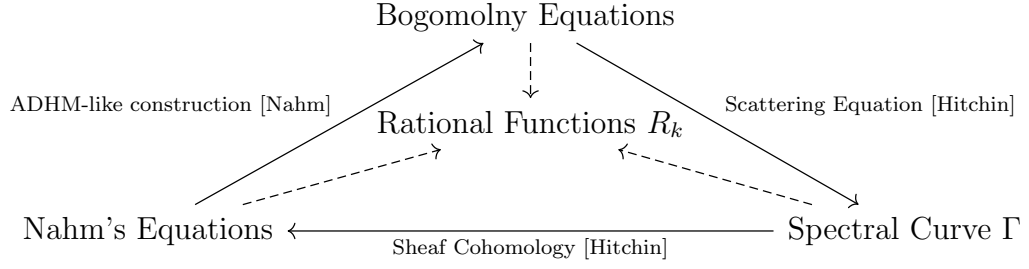 Bogomolny Equations
ADHM-like construction [Nahm]
Scattering Equation [Hitchin]
Rational Functions $R_k$
Nahm's Equations
Sheaf Cohomology [Hitchin]
Spectral Curve Γ